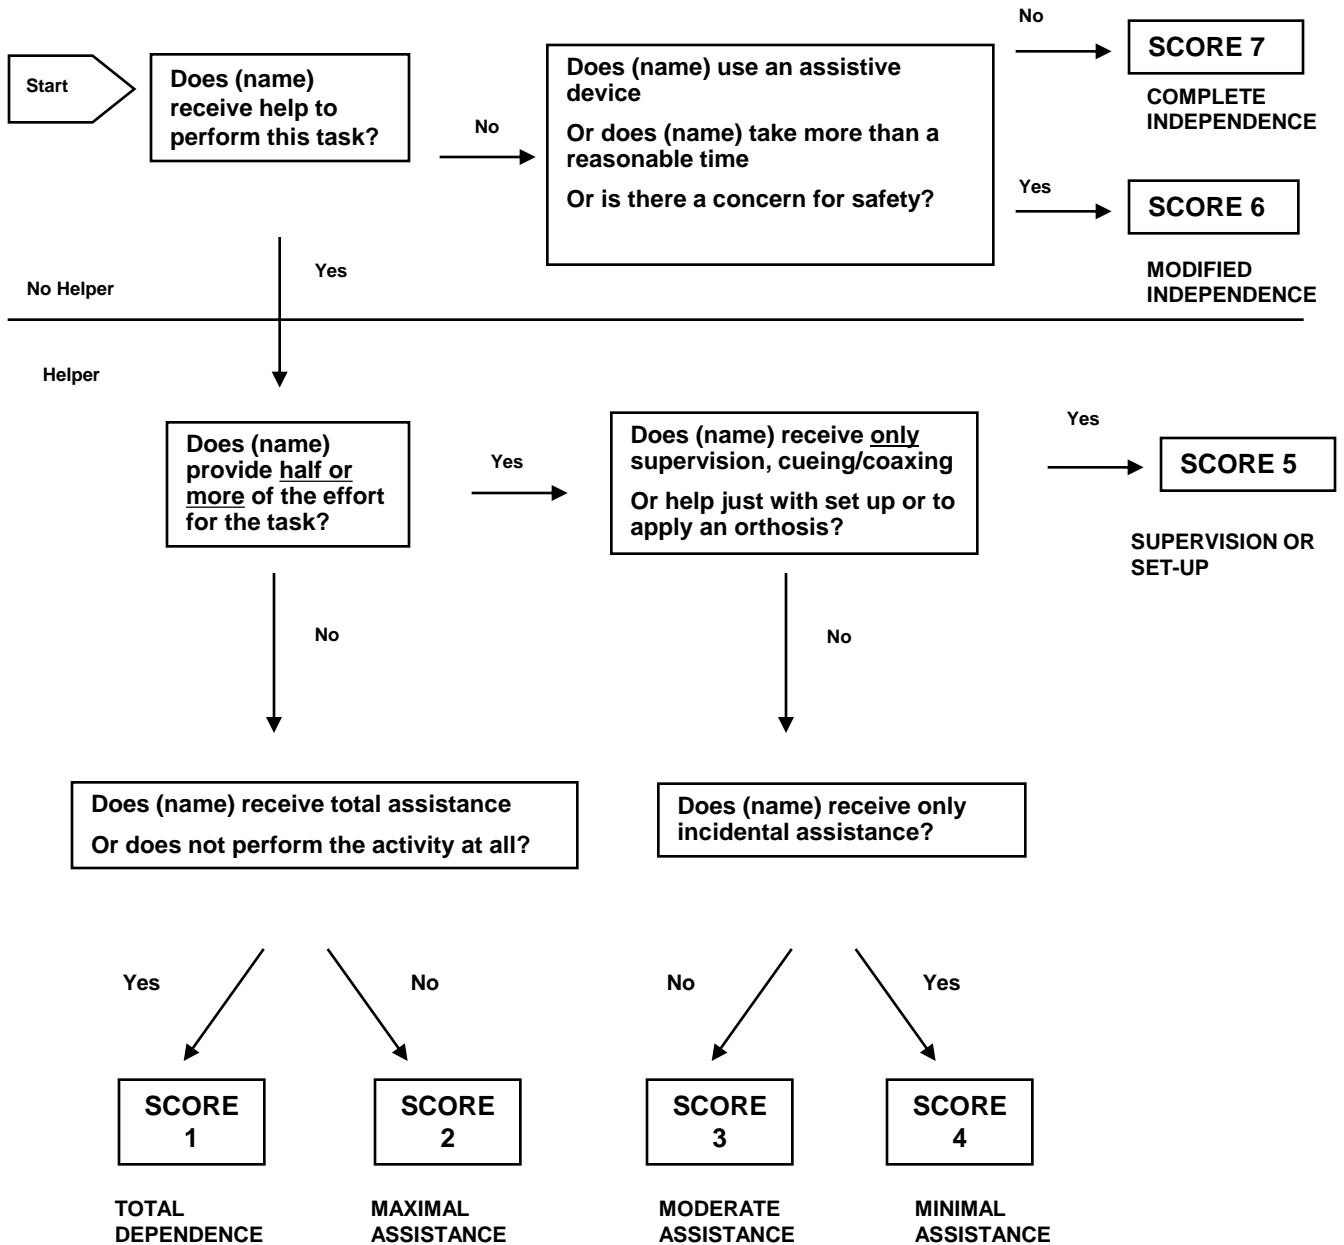 Start
Does (name)
receive help to
perform this task?
No
Does (name) use an assistive
device
Or does (name) take more than a
reasonable time
Or is there a concern for safety?
No
SCORE 7
COMPLETE
INDEPENDENCE
Yes
SCORE 6
MODIFIED
INDEPENDENCE
Yes
No Helper
Helper
Does (name)
provide half or
more of the effort
for the task?
Yes
Does (name) receive only
supervision, cueing/coaxing
Or help just with set up or to
apply an orthosis?
Yes
SCORE 5
SUPERVISION OR
SET-UP
No
No
Does (name) receive total assistance
Or does not perform the activity at all?
Does (name) receive only
incidental assistance?
Yes
No
No
Yes
SCORE
1
SCORE
2
SCORE
3
SCORE
4
TOTAL
DEPENDENCE
MAXIMAL
ASSISTANCE
MODERATE
ASSISTANCE
MINIMAL
ASSISTANCE